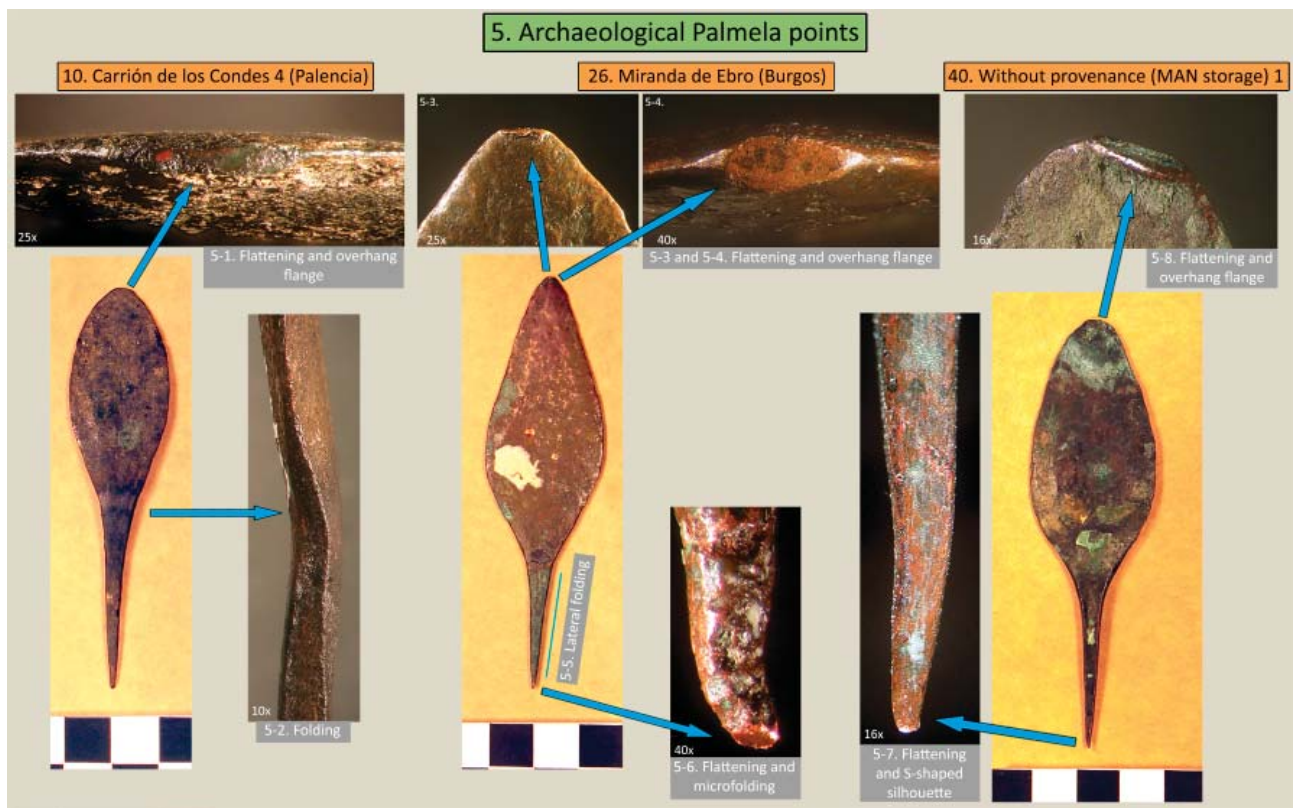 5. Archaeological Palmela points
10. Carrión de los Condes 4 (Palencia)
26. Miranda de Ebro (Burgos)
40. Without provenance (MAN storage) 1
25x
5-1. Flattening and overhang
flange
5-3.
25x
5-4.
40x
5-3 and 5-4. Flattening and overhang flange
16x
5-8. Flattening and
overhang flange
10x
5-2. Folding
5-5. Lateral folding
40x
5-6. Flattening and
microfolding
16x
5-7. Flattening
and S-shaped
silhouette